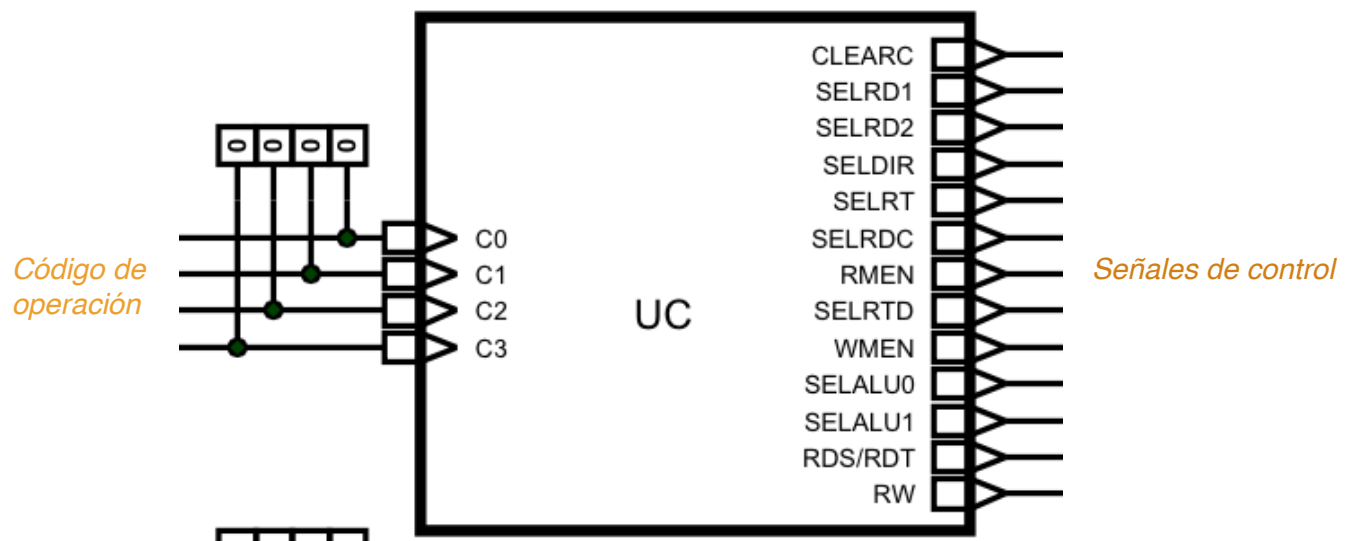 CLEARC
SELRD1
SELRD2
SELDIR
SELRT
SELRDC
RMEN
SELRTD
WMEN
SELALU0
SELALU1
RDS/RDT
RW
0 0 0 0
C0
C1
C2
C3
UC
Código de
operación
Señales de control